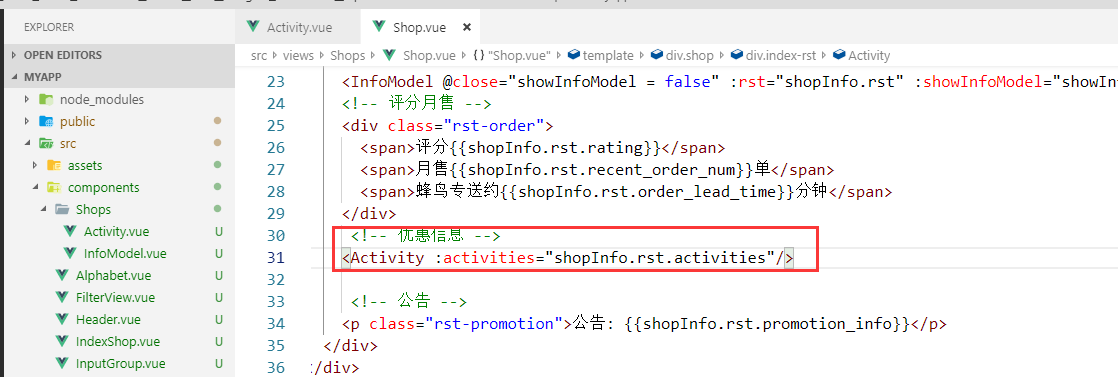 EXPLORER
OPEN EDITORS
MYAPP
node_modules
public
src
assets
components
Shops
Activity.vue U
InfoModel.vue U
Alphabet.vue U
FilterView.vue U
Header.vue U
IndexShop.vue U
InputGroup.vue U
Activity.vue Shop.vue ×
src ▸ views ▸ Shops ▸ Shop.vue ▸ {} "Shop.vue" ▸ template ▸ div.shop ▸ div.index-rst ▸ Activity
23 <InfoModel @close="showInfoModel = false" :rst="shopInfo.rst" :showInfoModel="showIn
24 <!-- 评分月售 -->
25 <div class="rst-order">
26 <span>评分{{shopInfo.rst.rating}}</span>
27 <span>月售{{shopInfo.rst.recent_order_num}}单</span>
28 <span>蜂鸟专送约{{shopInfo.rst.order_lead_time}}分钟</span>
29 </div>
30 <!-- 优惠信息 -->
31 <Activity :activities="shopInfo.rst.activities"/>
32
33 <!-- 公告 -->
34 <p class="rst-promotion">公告: {{shopInfo.rst.promotion_info}}</p>
35 </div>
36 </div>